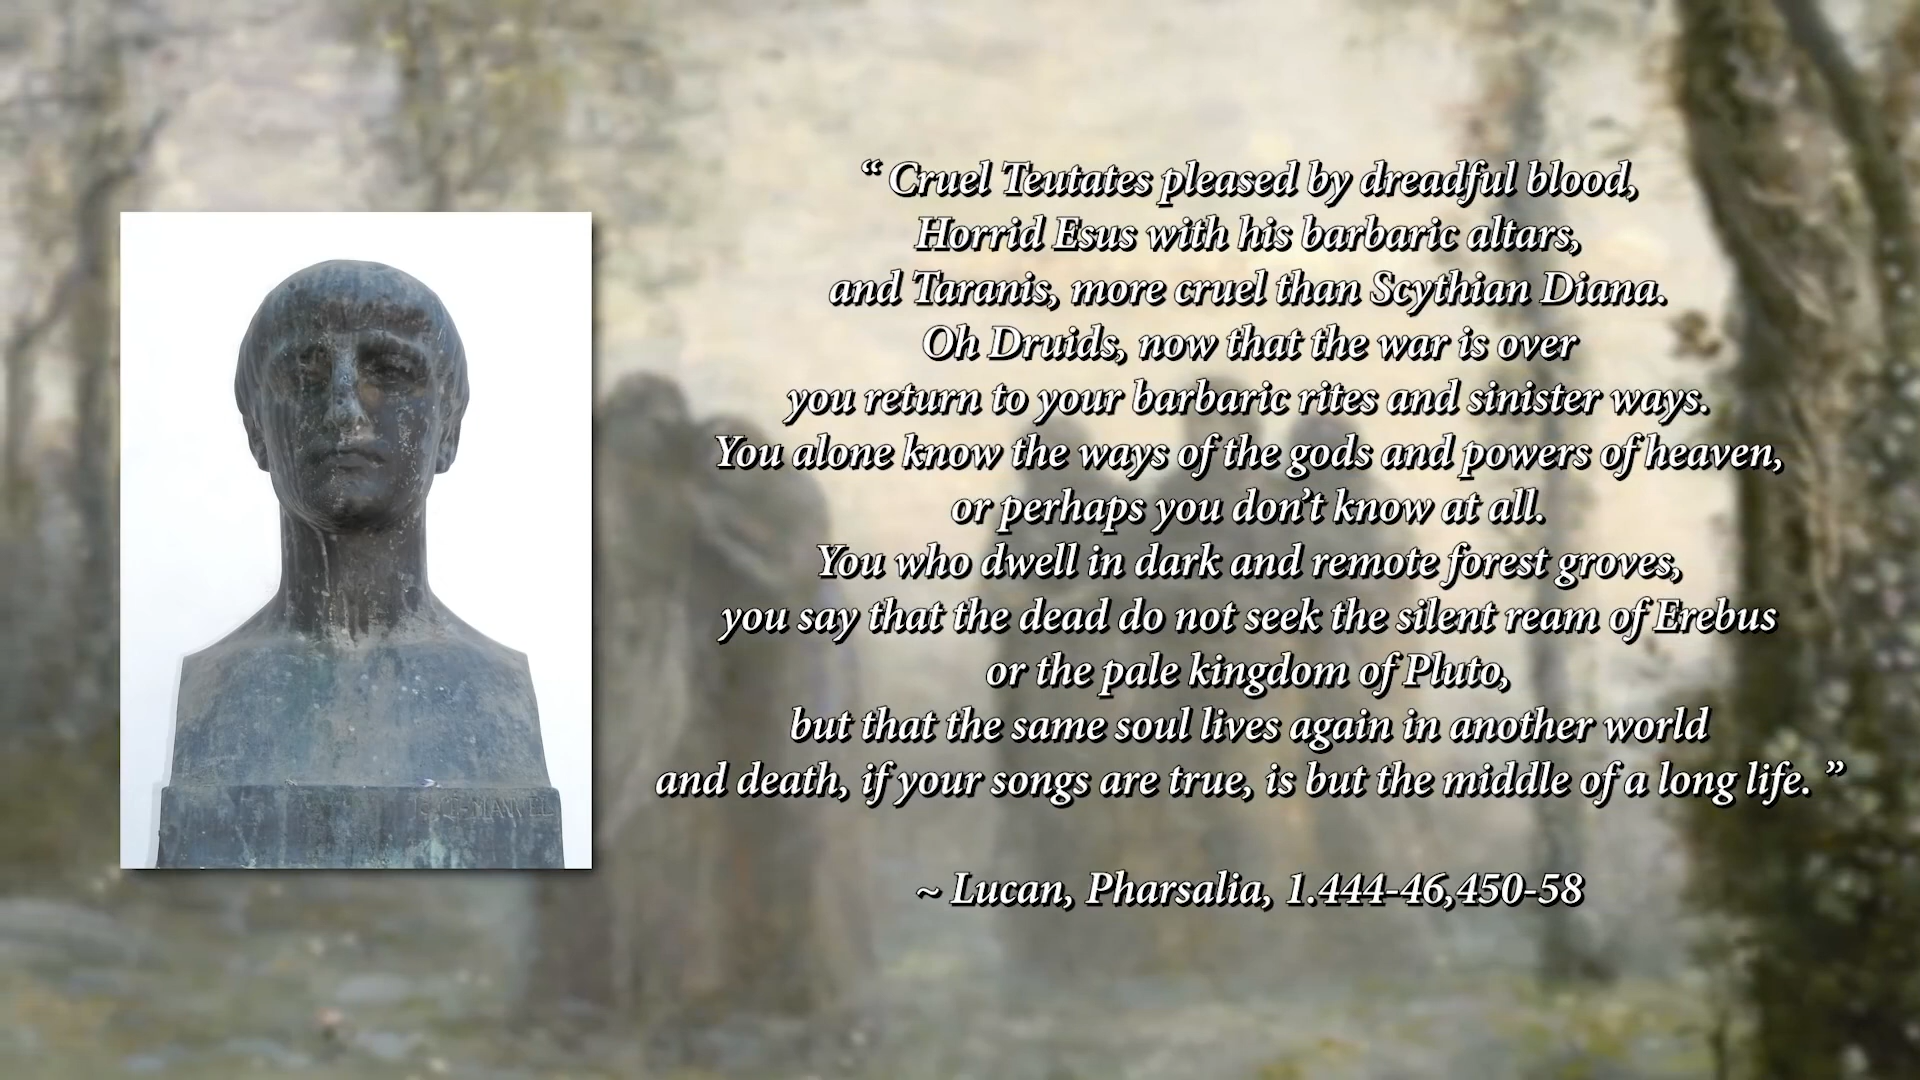 “ Cruel Teutates pleased by dreadful blood,
Horrid Esus with his barbaric altars,
and Taranis, more cruel than Scythian Diana.
Oh Druids, now that the war is over
you return to your barbaric rites and sinister ways.
You alone know the ways of the gods and powers of heaven,
or perhaps you don’t know at all.
You who dwell in dark and remote forest groves,
you say that the dead do not seek the silent ream of Erebus
or the pale kingdom of Pluto,
but that the same soul lives again in another world
and death, if your songs are true, is but the middle of a long life. ”
~ Lucan, Pharsalia, 1.444-46,450-58